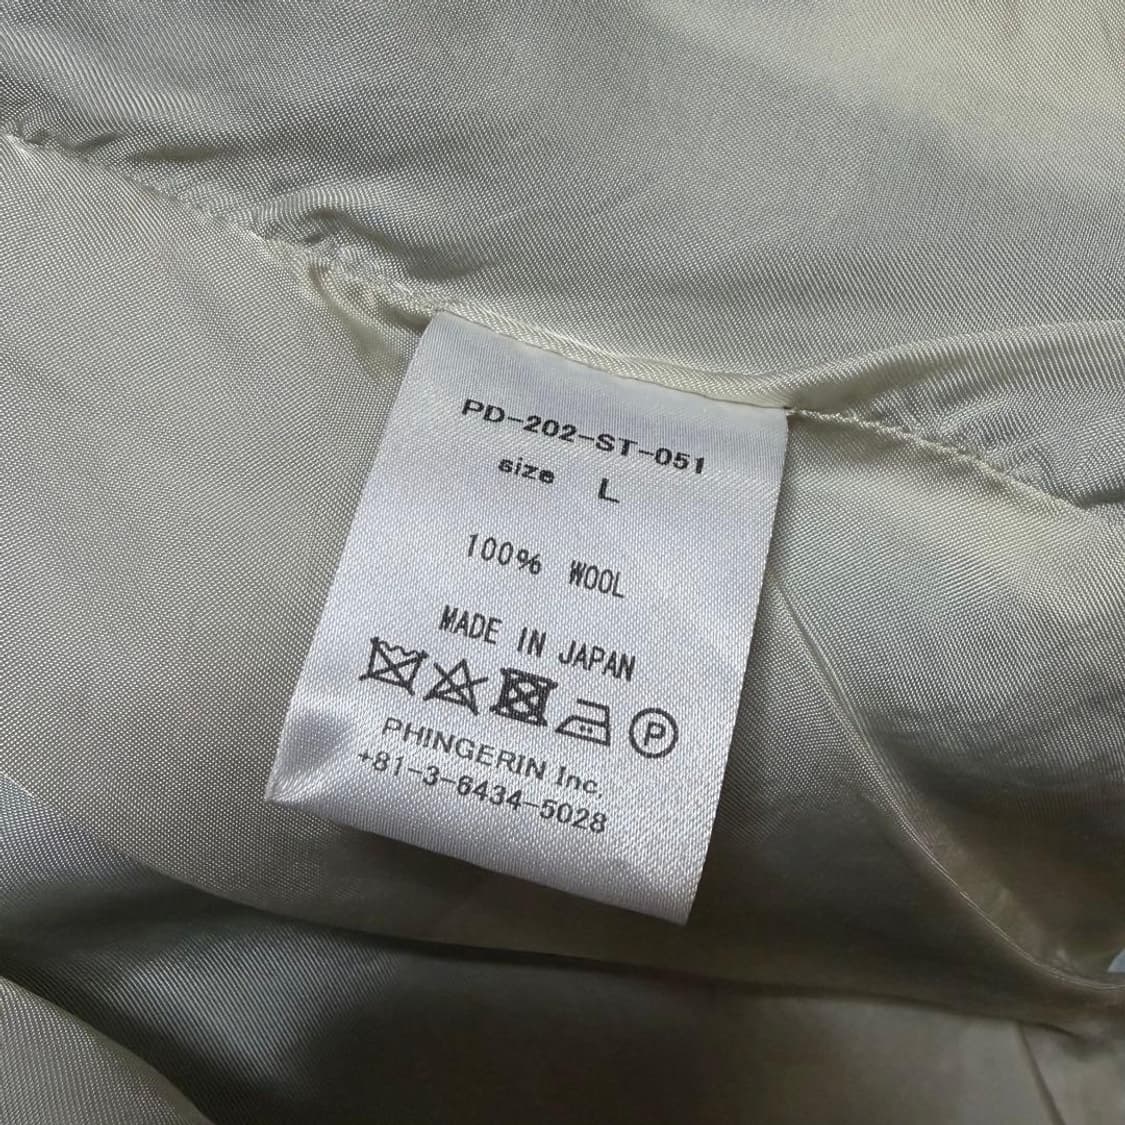 PD-202-ST-051
size L
100% WOOL
MADE IN JAPAN
P
PHINGERIN Inc.
+81-3-6434-5028